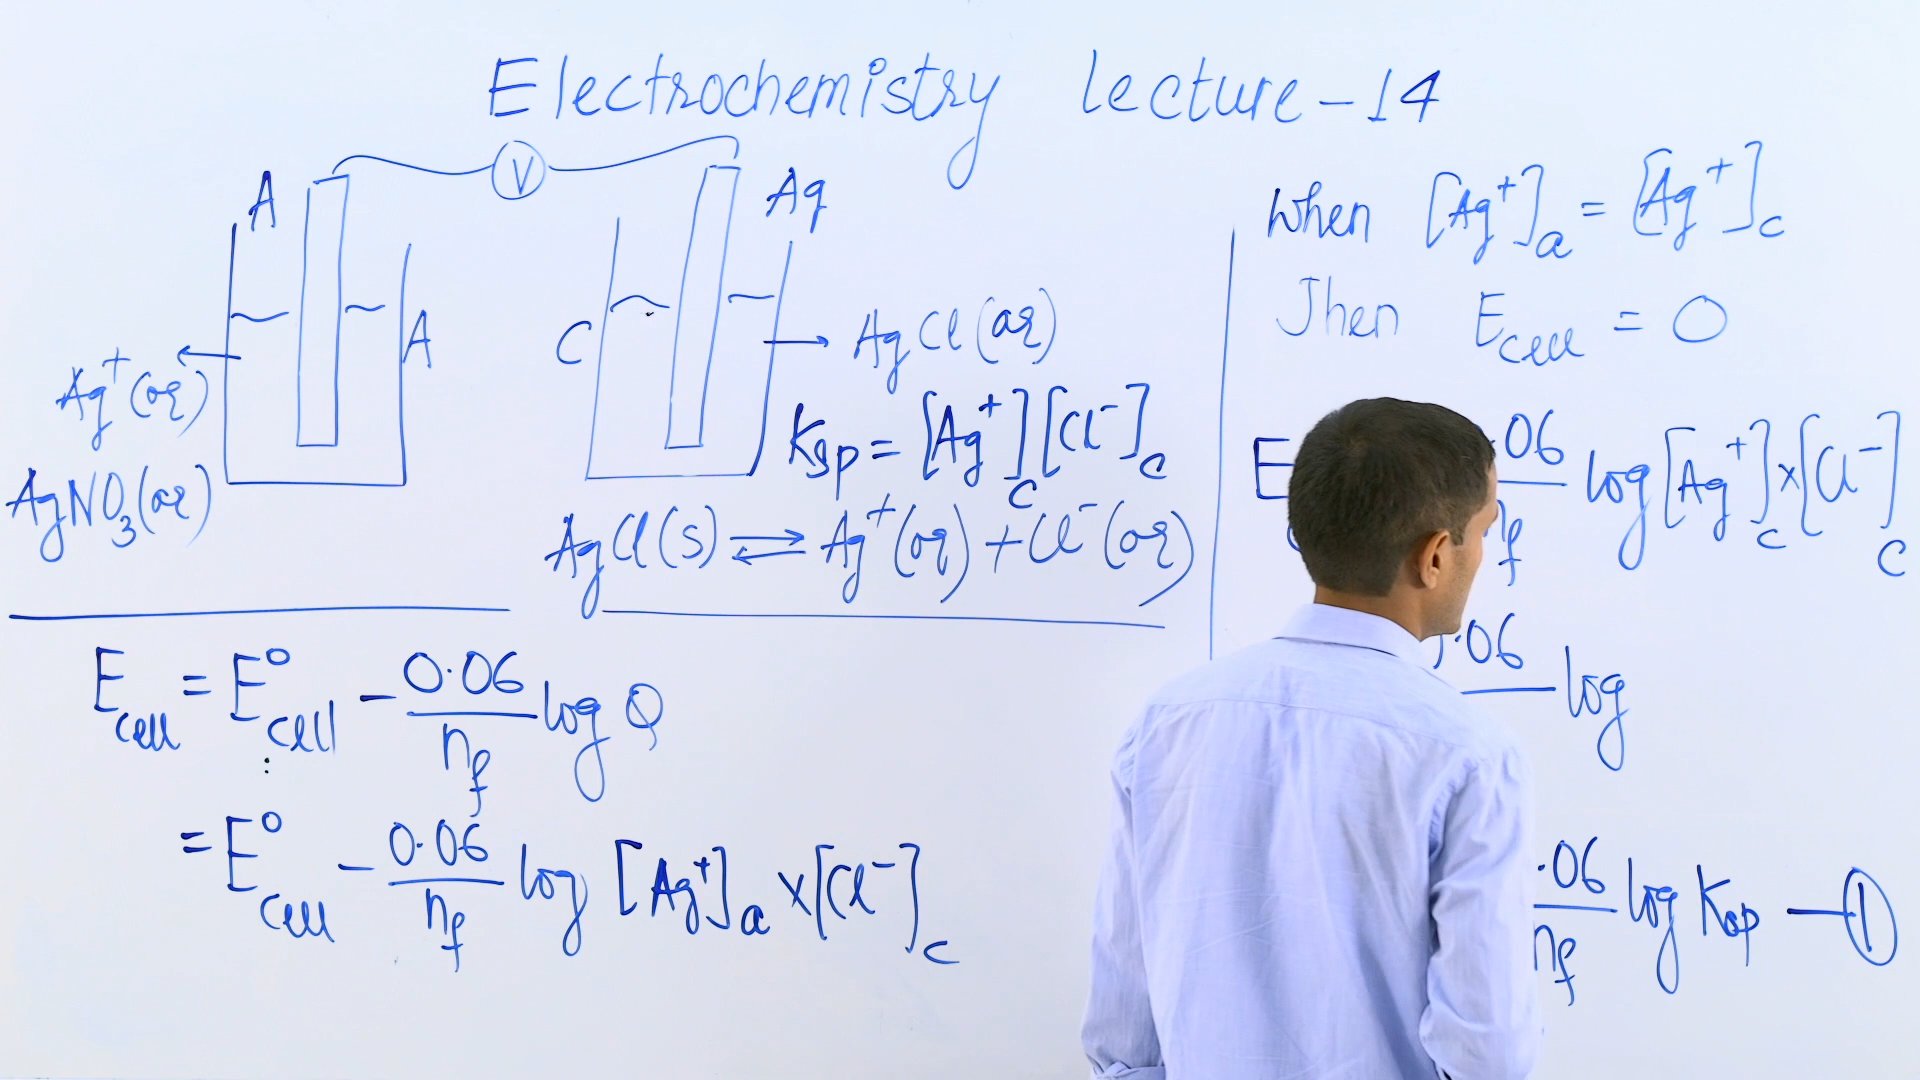 Electrochemistry Lecture-14
V
A
A
Ag⁺(aq)
AgNO₃(aq)
Ag
C
AgCl(aq)
Ksp = [Ag⁺]c [Cl⁻]c
AgCl(s) ⇌ Ag⁺(aq) + Cl⁻(aq)
Ecell = E⁰cell - 0.06/nf log Q
= E⁰cell - 0.06/nf log [Ag⁺]a × [Cl⁻]c
When [Ag⁺]a = [Ag⁺]c
Then Ecell = 0
E .06/nf log [Ag⁺]c × [Cl⁻]c
.06 log
.06/nf log Ksp — ①